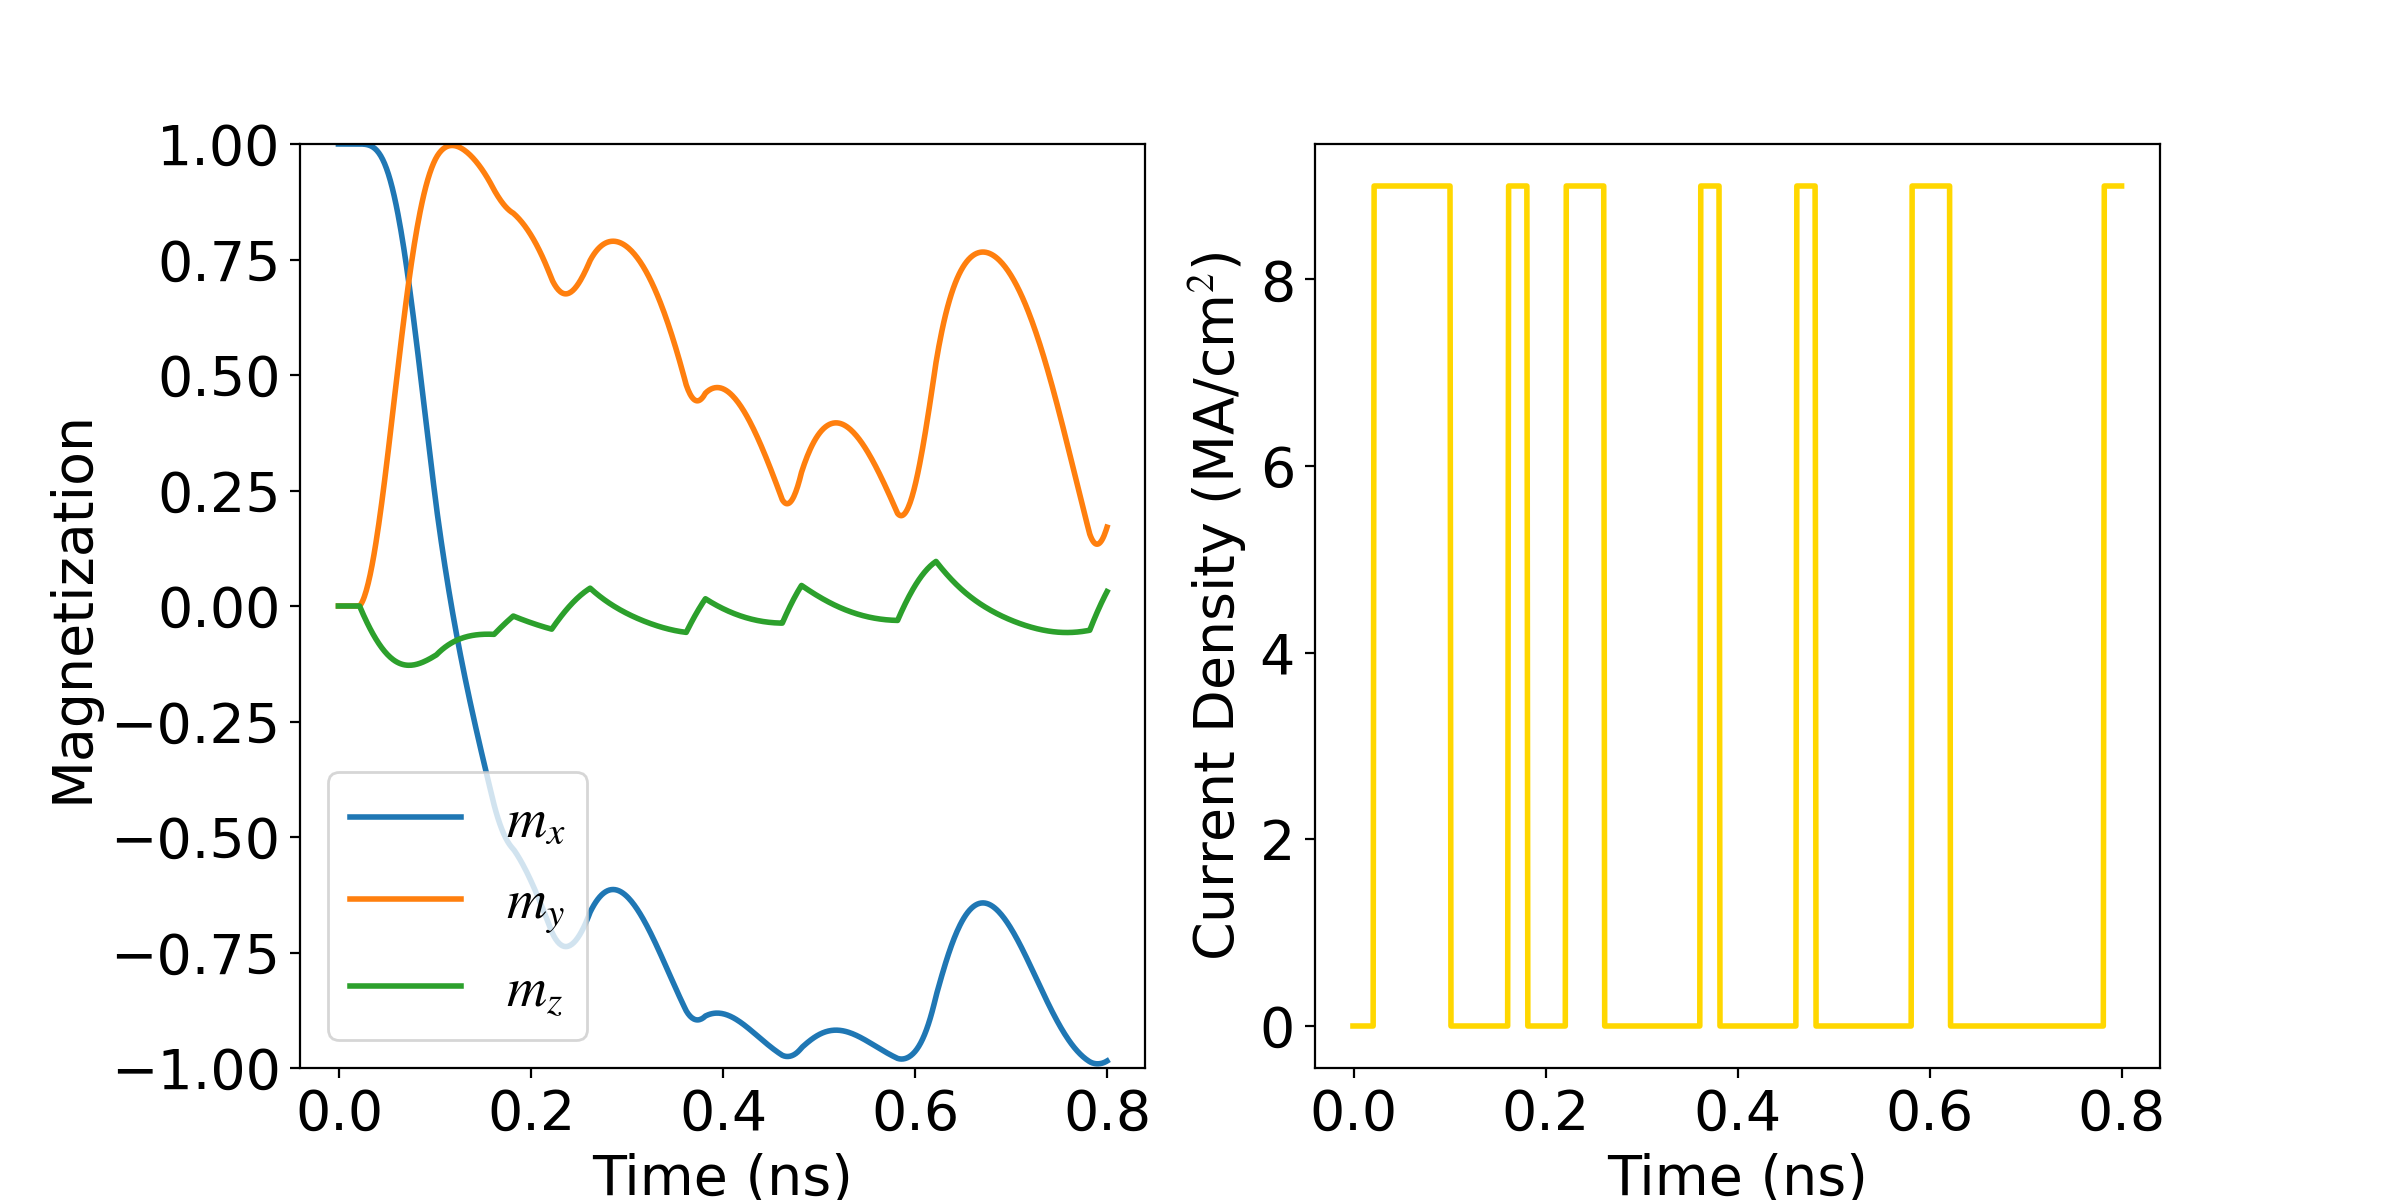 Magnetization
1.00
0.75
0.50
0.25
0.00
−0.25
−0.50
−0.75
−1.00
m_x
m_y
m_z
0.0 0.2 0.4 0.6 0.8
Time (ns)
Current Density (MA/cm²)
8
6
4
2
0
0.0 0.2 0.4 0.6 0.8
Time (ns)